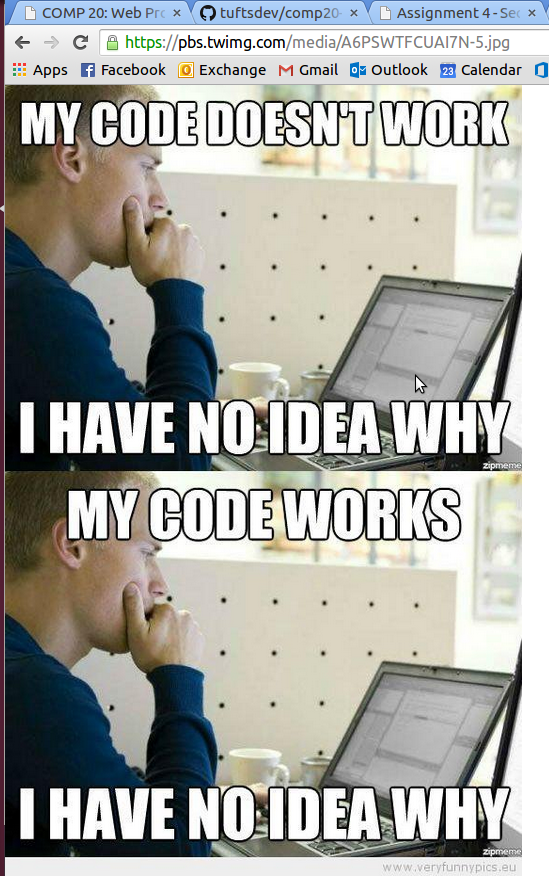 COMP 20: Web Pro
tuftsdev/comp20-
Assignment 4 - Sec
https://pbs.twimg.com/media/A6PSWTFCUAI7N-5.jpg
Apps Facebook Exchange Gmail Outlook 23 Calendar
MY CODE DOESN'T WORK
I HAVE NO IDEA WHY
zipmeme
MY CODE WORKS
I HAVE NO IDEA WHY
zipmeme
www.veryfunnypics.eu